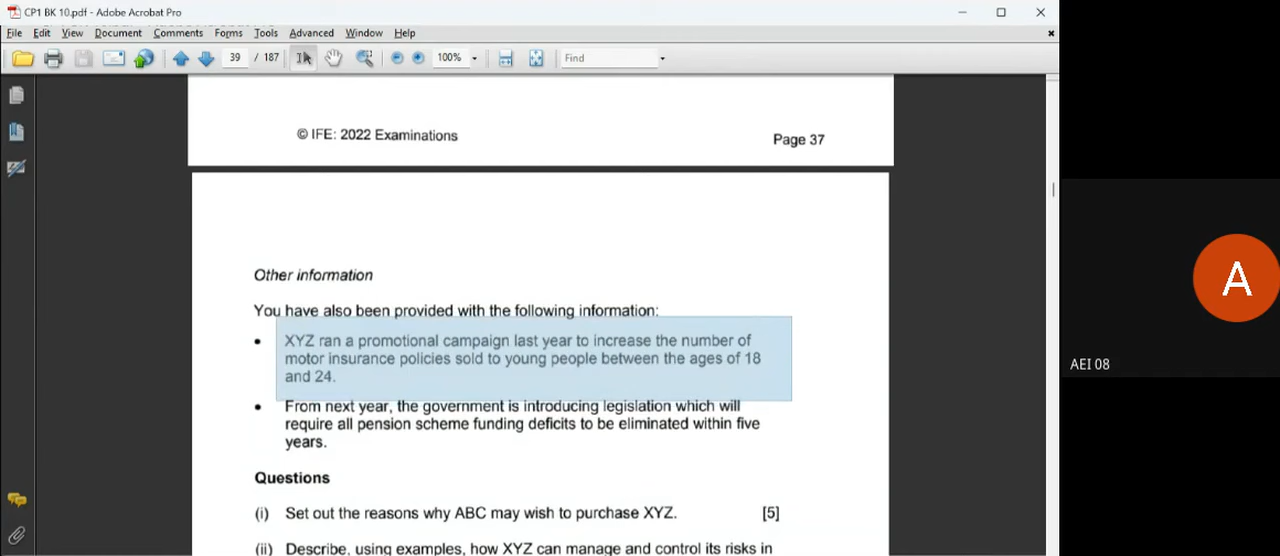 CP1 BK 10.pdf - Adobe Acrobat Pro
File Edit View Document Comments Forms Tools Advanced Window Help
39 / 187 100% Find
© IFE: 2022 Examinations Page 37
Other information
You have also been provided with the following information:
• XYZ ran a promotional campaign last year to increase the number of
motor insurance policies sold to young people between the ages of 18
and 24.
• From next year, the government is introducing legislation which will
require all pension scheme funding deficits to be eliminated within five
years.
Questions
(i) Set out the reasons why ABC may wish to purchase XYZ. [5]
(ii) Describe, using examples, how XYZ can manage and control its risks in
A
AEI 08